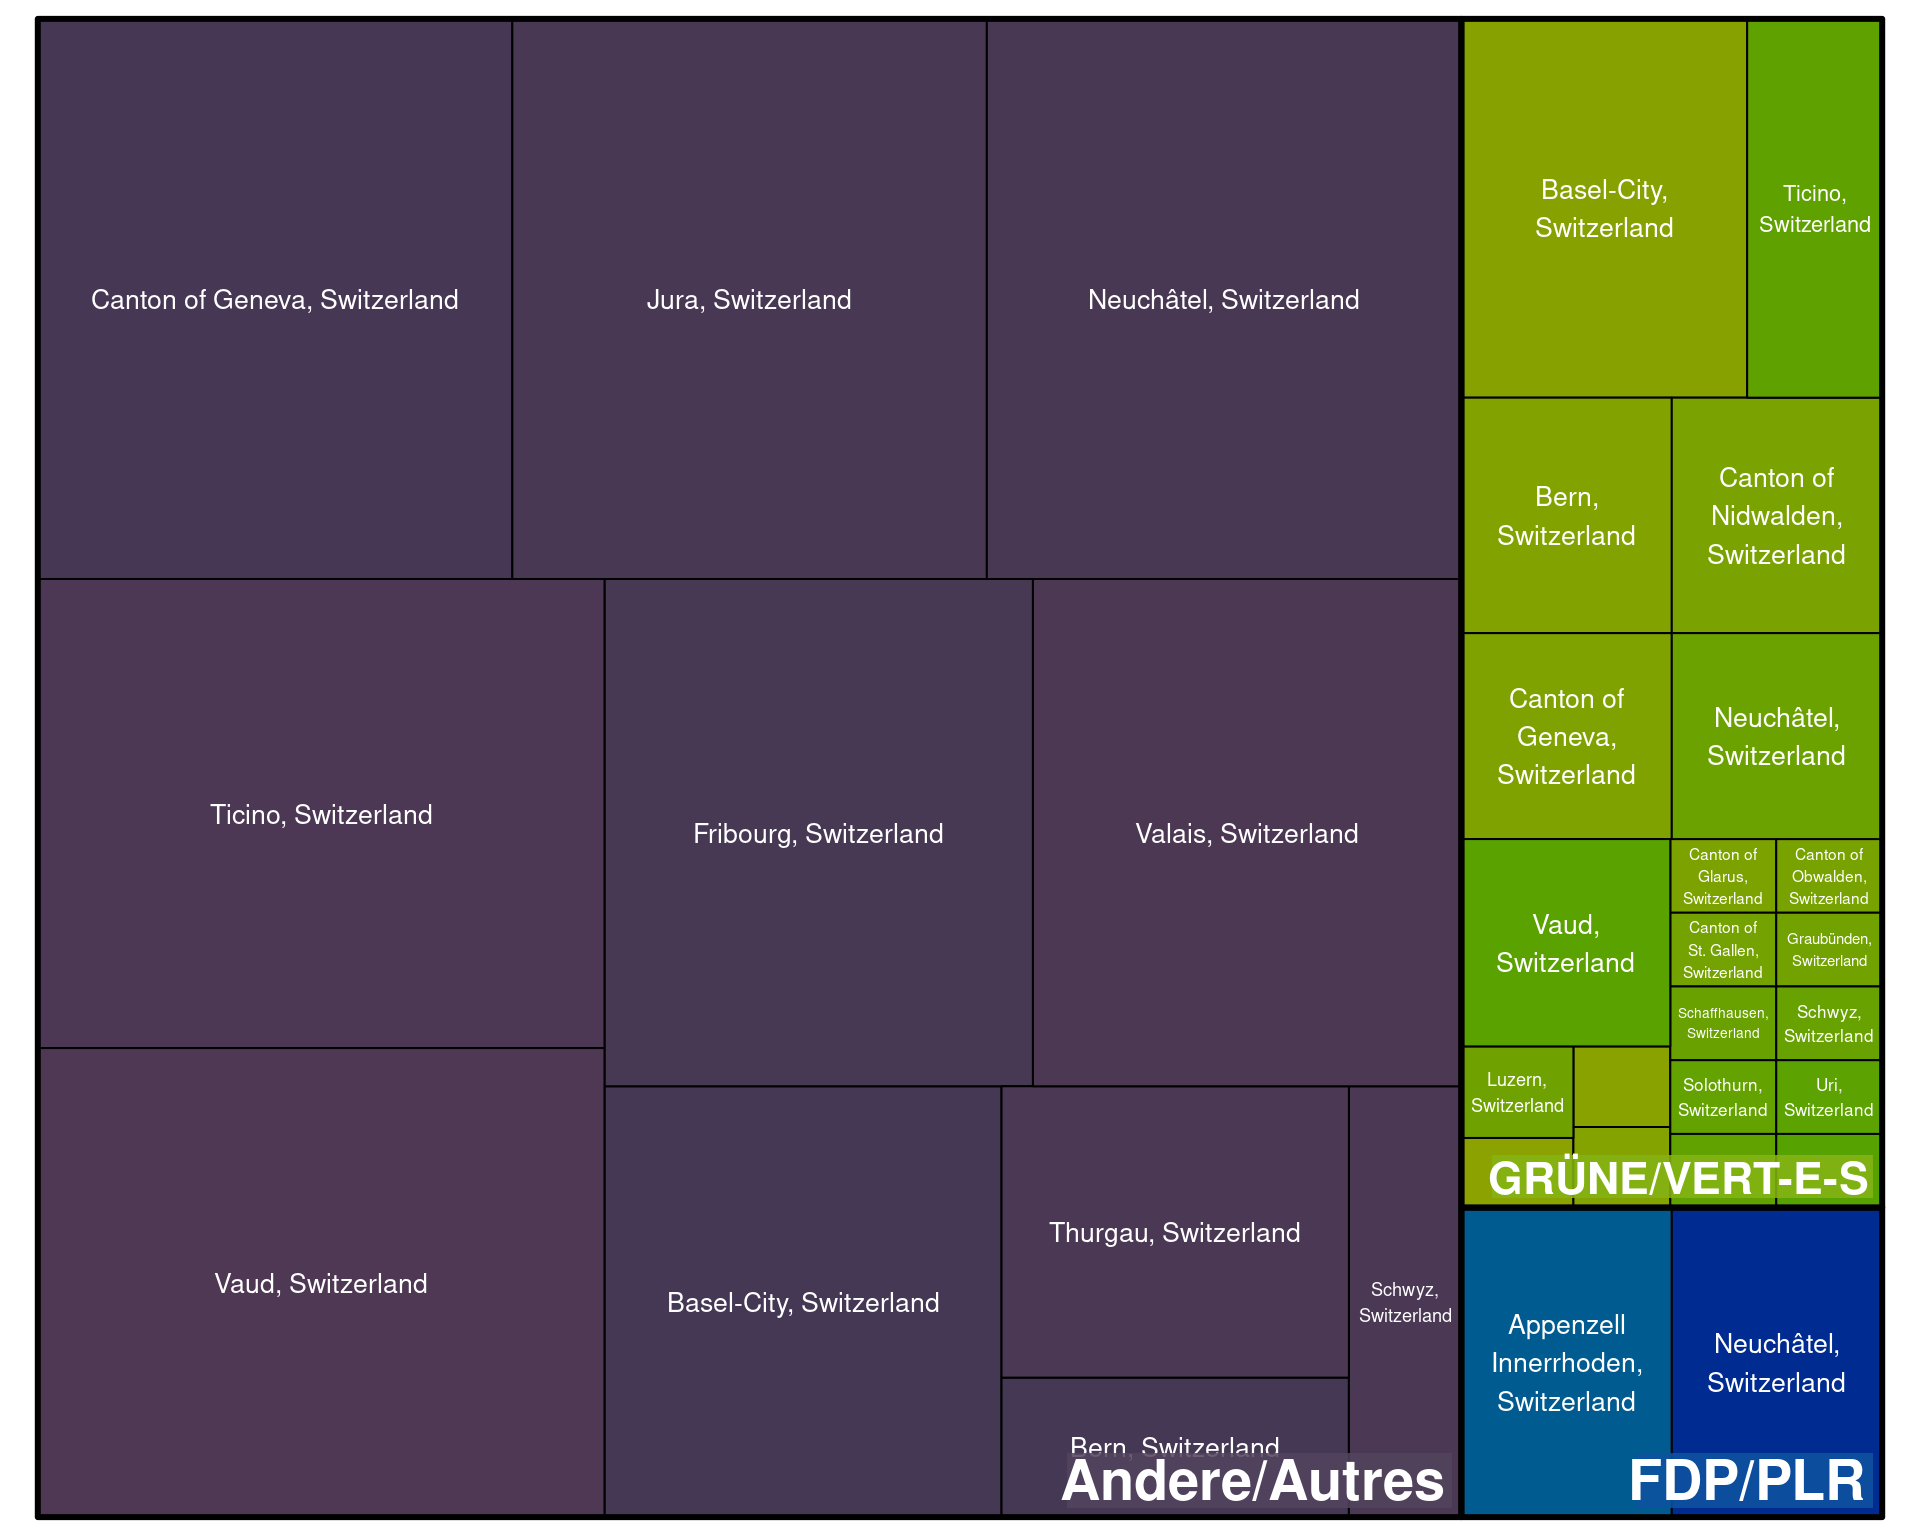 Canton of Geneva, Switzerland
Jura, Switzerland
Neuchâtel, Switzerland
Ticino, Switzerland
Fribourg, Switzerland
Valais, Switzerland
Vaud, Switzerland
Basel-City, Switzerland
Thurgau, Switzerland
Schwyz,
Switzerland
Bern, Switzerland
Andere/Autres
Basel-City,
Switzerland
Ticino,
Switzerland
Bern,
Switzerland
Canton of
Nidwalden,
Switzerland
Canton of
Geneva,
Switzerland
Neuchâtel,
Switzerland
Vaud,
Switzerland
Canton of
Glarus,
Switzerland
Canton of
Obwalden,
Switzerland
Canton of
St. Gallen,
Switzerland
Graubünden,
Switzerland
Schaffhausen,
Switzerland
Schwyz,
Switzerland
Luzern,
Switzerland
Solothurn,
Switzerland
Uri,
Switzerland
GRÜNE/VERT-E-S
Appenzell
Innerrhoden,
Switzerland
Neuchâtel,
Switzerland
FDP/PLR